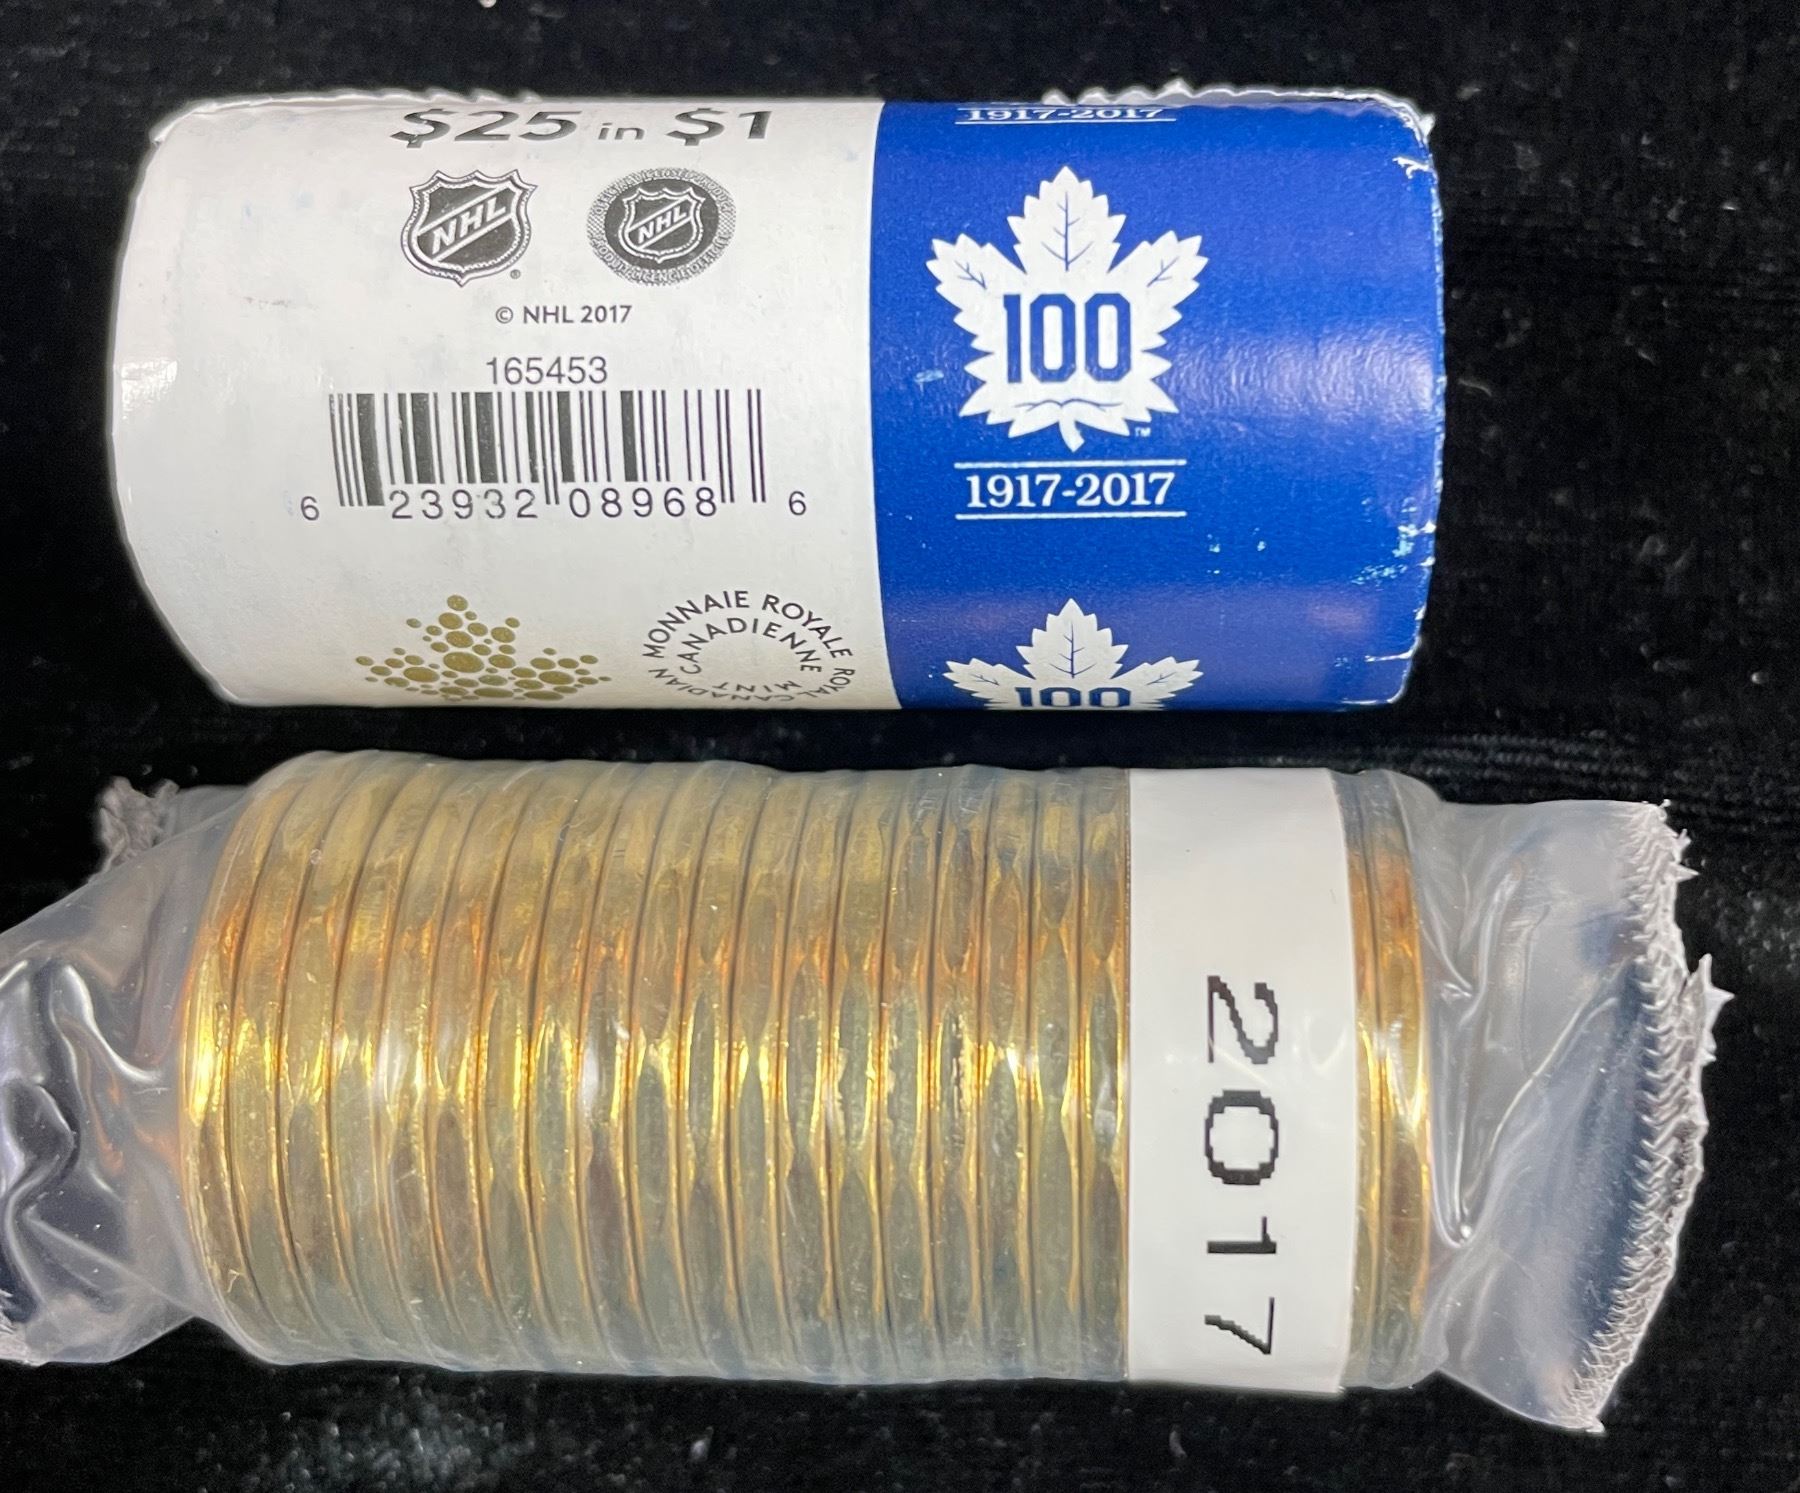 $25 in $1
NHL
NHL
© NHL 2017
165453
6 23932 08968 6
MONNAIE ROYALE CANADIENNE
ROYAL CANADIAN MINT
1917-2017
100
TM
1917-2017
100
2017